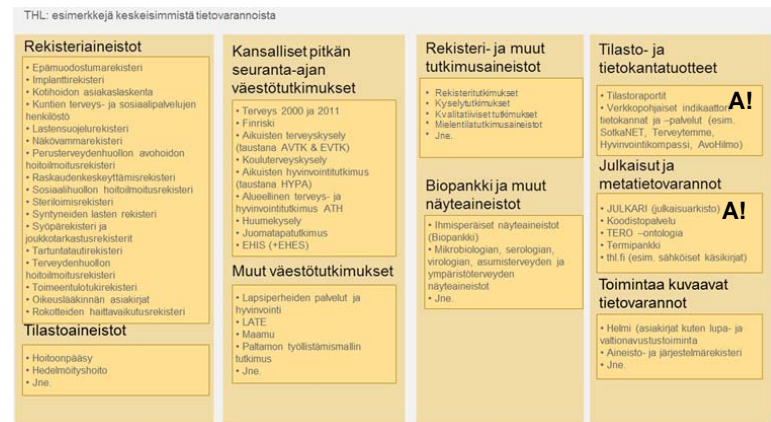 THL: esimerkkejä keskeisimmistä tietovarannoista
Rekisteriaineistot
• Epämuodostumarekisteri
• Implanttirekisteri
• Kotihoidon asiakaslaskenta
• Kuntien terveys- ja sosiaalipalvelujen
henkilöstö
• Lastensuojelurekisteri
• Näkövammarekisteri
• Perusterveydenhuollon avohoidon
hoitoilmoitusrekisteri
• Raskaudenkeskeyttämisrekisteri
• Sosiaalihuollon hoitoilmoitusrekisteri
• Steriloimisrekisteri
• Syntyneiden lasten rekisteri
• Syöpärekisteri ja
joukkotarkastusrekisterit
• Tartuntatautirekisteri
• Terveydenhuollon
hoitoilmoitusrekisteri
• Toimeentulotukirekisteri
• Oikeuslääkinnän asiakirjat
• Rokotteiden haittavaikutusrekisteri
Tilastoaineistot
• Hoitoonpääsy
• Hedelmöityshoito
• Jne.
Kansalliset pitkän
seuranta-ajan
väestötutkimukset
• Terveys 2000 ja 2011
• Finriski
• Aikuisten terveyskysely
(taustana AVTK & EVTK)
• Kouluterveyskysely
• Aikuisten hyvinvointitutkimus
(taustana HYPA)
• Alueellinen terveys- ja
hyvinvointitutkimus ATH
• Huumekysely
• Juomatapatutkimus
• EHIS (+EHES)
Muut väestötutkimukset
• Lapsiperheiden palvelut ja
hyvinvointi
• LATE
• Maamu
• Paltamon työllistämismallin
tutkimus
• Jne.
Rekisteri- ja muut
tutkimusaineistot
• Rekisteritutkimukset
• Kyselytutkimukset
• Kvalitatiiviset tutkimukset
• Mielentilatutkimusaineistot
• Jne.
Biopankki ja muut
näyteaineistot
• Ihmisperäiset näyteaineistot
(Biopankki)
• Mikrobiologian, serologian,
virologian, asumisterveyden ja
ympäristöterveyden
näyteaineistot
• Jne.
Tilasto- ja
tietokantatuotteet
• Tilastoraportit
• Verkkopohjaiset indikaattori
tietokannat ja –palvelut (esim.
SotkaNET, Terveytemme,
Hyvinvointikompassi, AvoHilmo)
A!
Julkaisut ja
metatietovarannot
• JULKARI (julkaisuarkisto)
• Koodistopalvelu
• TERO –ontologia
• Termipankki
• thl.fi (esim. sähköiset käsikirjat)
A!
Toimintaa kuvaavat
tietovarannot
• Helmi (asiakirjat kuten lupa- ja
valtionavustustoiminta
• Aineisto- ja järjestelmärekisteri
• Jne.